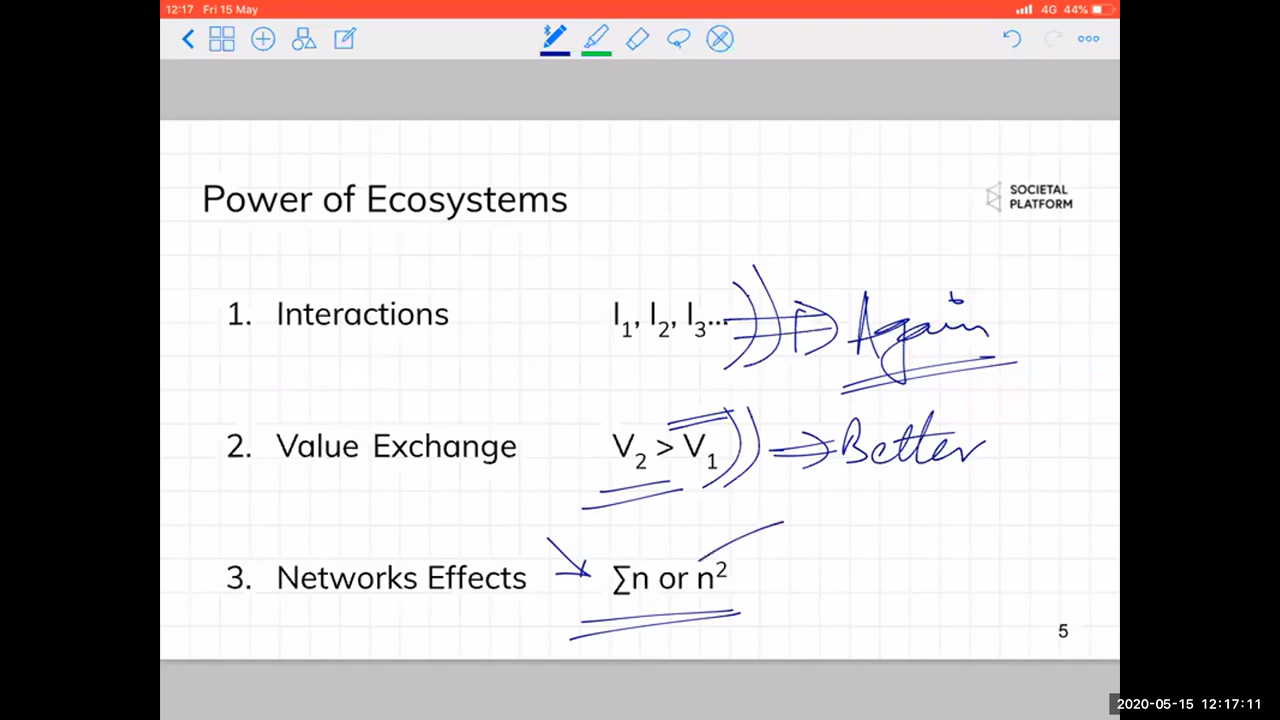 12:17 Fri 15 May 4G 44%
Power of Ecosystems
SOCIETAL
PLATFORM
1. Interactions I₁, I₂, I₃... Again
2. Value Exchange V₂ > V₁ Better
3. Networks Effects ∑n or n²
5
2020-05-15 12:17:11